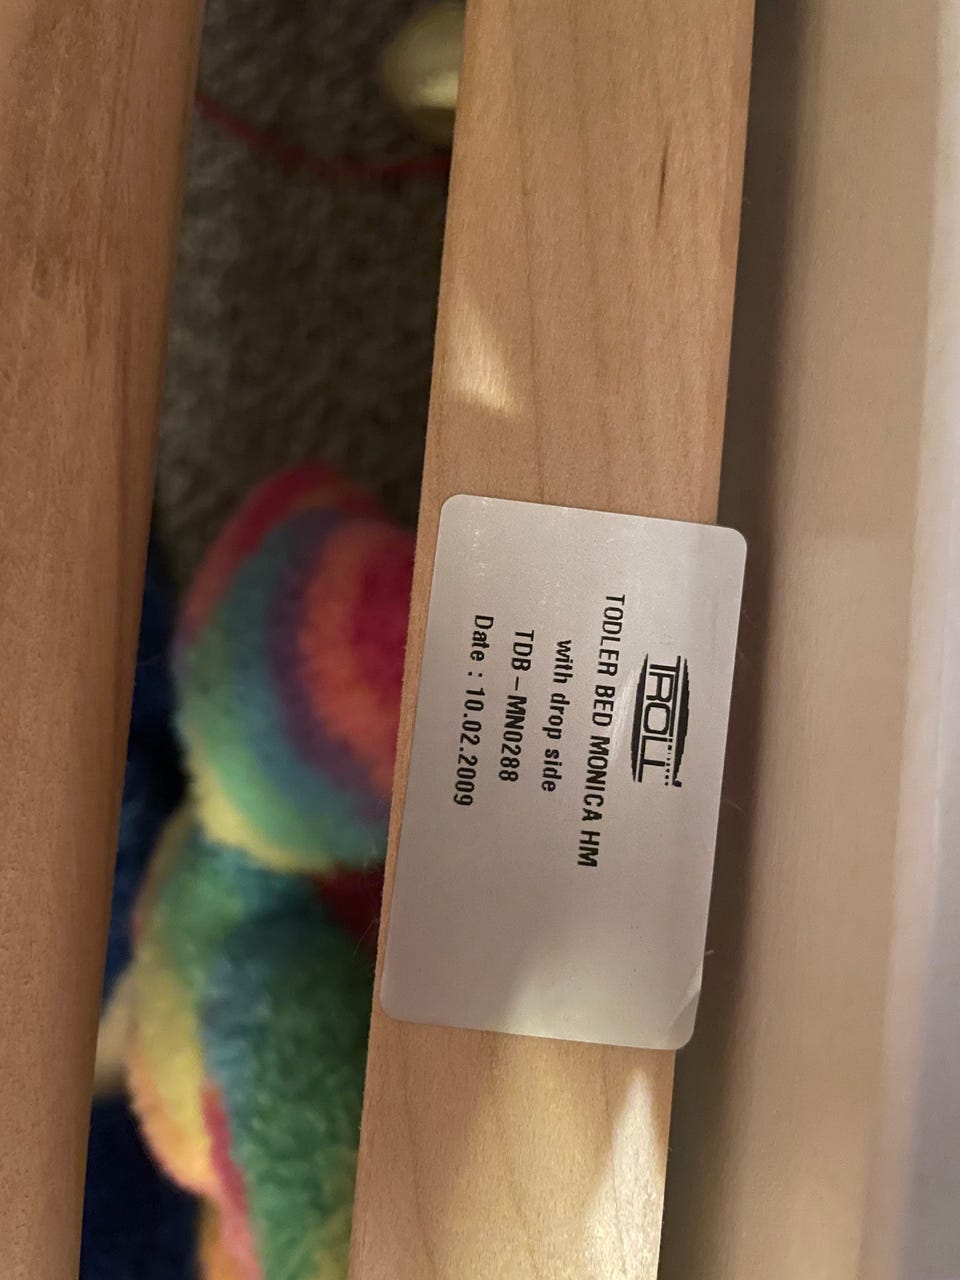 TROLL
TODLER BED MONICA HM
with drop side
TDB – MN0288
Date : 10.02.2009